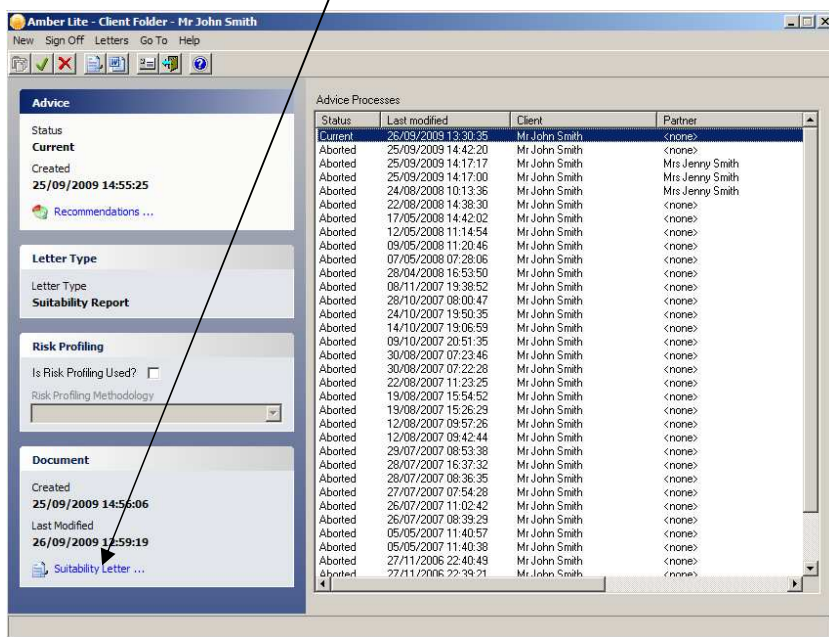 Amber Lite - Client Folder - Mr John Smith
New Sign Off Letters Go To Help
Advice
Status
Current
Created
25/09/2009 14:55:25
Recommendations ...
Letter Type
Letter Type
Suitability Report
Risk Profiling
Is Risk Profiling Used?
Risk Profiling Methodology
Document
Created
25/09/2009 14:56:06
Last Modified
26/09/2009 12:59:19
Suitability Letter ...
Advice Processes
Status Last modified Client Partner
Current 26/09/2009 13:30:35 Mr John Smith <none>
Aborted 25/09/2009 14:42:20 Mr John Smith <none>
Aborted 25/09/2009 14:17:17 Mr John Smith Mrs Jenny Smith
Aborted 25/09/2009 14:17:00 Mr John Smith Mrs Jenny Smith
Aborted 24/08/2008 10:13:36 Mr John Smith Mrs Jenny Smith
Aborted 22/08/2008 14:38:30 Mr John Smith <none>
Aborted 17/05/2008 14:42:02 Mr John Smith <none>
Aborted 12/05/2008 11:14:54 Mr John Smith <none>
Aborted 09/05/2008 11:20:46 Mr John Smith <none>
Aborted 07/05/2008 07:28:06 Mr John Smith <none>
Aborted 28/04/2008 16:53:50 Mr John Smith <none>
Aborted 08/11/2007 19:38:52 Mr John Smith <none>
Aborted 28/10/2007 08:00:47 Mr John Smith <none>
Aborted 24/10/2007 19:50:35 Mr John Smith <none>
Aborted 14/10/2007 19:06:59 Mr John Smith <none>
Aborted 09/10/2007 20:51:35 Mr John Smith <none>
Aborted 30/08/2007 07:23:46 Mr John Smith <none>
Aborted 30/08/2007 07:22:28 Mr John Smith <none>
Aborted 22/08/2007 11:23:25 Mr John Smith <none>
Aborted 19/08/2007 15:54:52 Mr John Smith <none>
Aborted 19/08/2007 15:26:29 Mr John Smith <none>
Aborted 12/08/2007 09:57:26 Mr John Smith <none>
Aborted 12/08/2007 09:42:44 Mr John Smith <none>
Aborted 29/07/2007 08:53:38 Mr John Smith <none>
Aborted 28/07/2007 16:37:32 Mr John Smith <none>
Aborted 28/07/2007 08:36:35 Mr John Smith <none>
Aborted 27/07/2007 07:54:28 Mr John Smith <none>
Aborted 26/07/2007 11:02:42 Mr John Smith <none>
Aborted 26/07/2007 08:39:29 Mr John Smith <none>
Aborted 05/05/2007 11:40:57 Mr John Smith <none>
Aborted 05/05/2007 11:40:38 Mr John Smith <none>
Aborted 27/11/2006 22:40:49 Mr John Smith <none>
Aborted 27/11/2006 22:39:21 Mr John Smith <none>